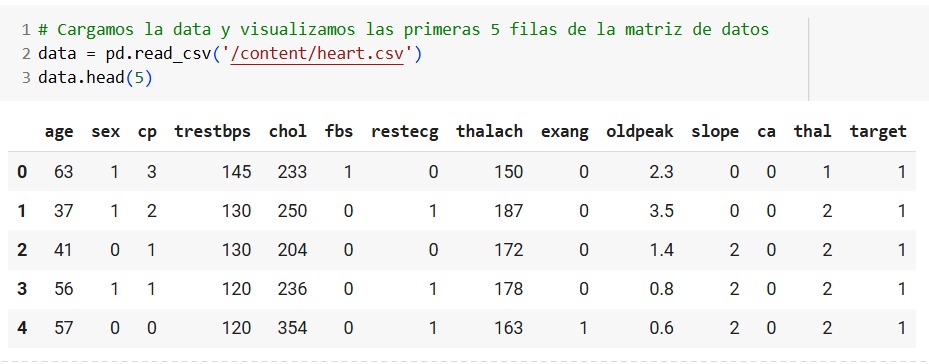 1 # Cargamos la data y visualizamos las primeras 5 filas de la matriz de datos
2 data = pd.read_csv('/content/heart.csv')
3 data.head(5)
age sex cp trestbps chol fbs restecg thalach exang oldpeak slope ca thal target
0 63 1 3 145 233 1 0 150 0 2.3 0 0 1 1
1 37 1 2 130 250 0 1 187 0 3.5 0 0 2 1
2 41 0 1 130 204 0 0 172 0 1.4 2 0 2 1
3 56 1 1 120 236 0 1 178 0 0.8 2 0 2 1
4 57 0 0 120 354 0 1 163 1 0.6 2 0 2 1